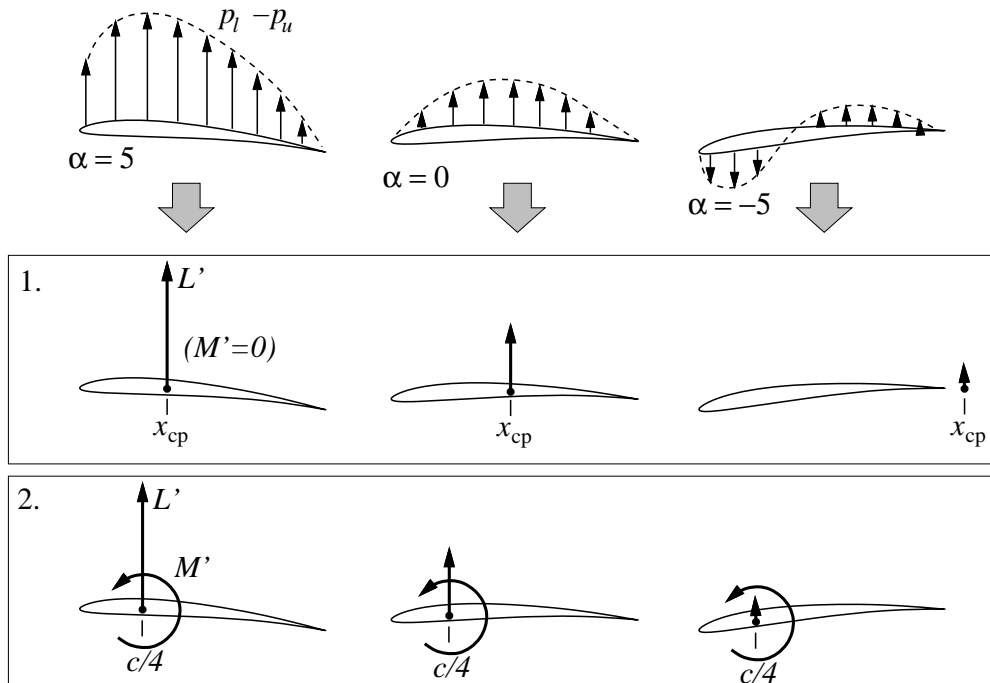 p_l − p_u
α = 5
α = 0
α = −5
1.
L’
(M’=0)
x_cp
x_cp
x_cp
2.
L’
M’
c/4
c/4
c/4